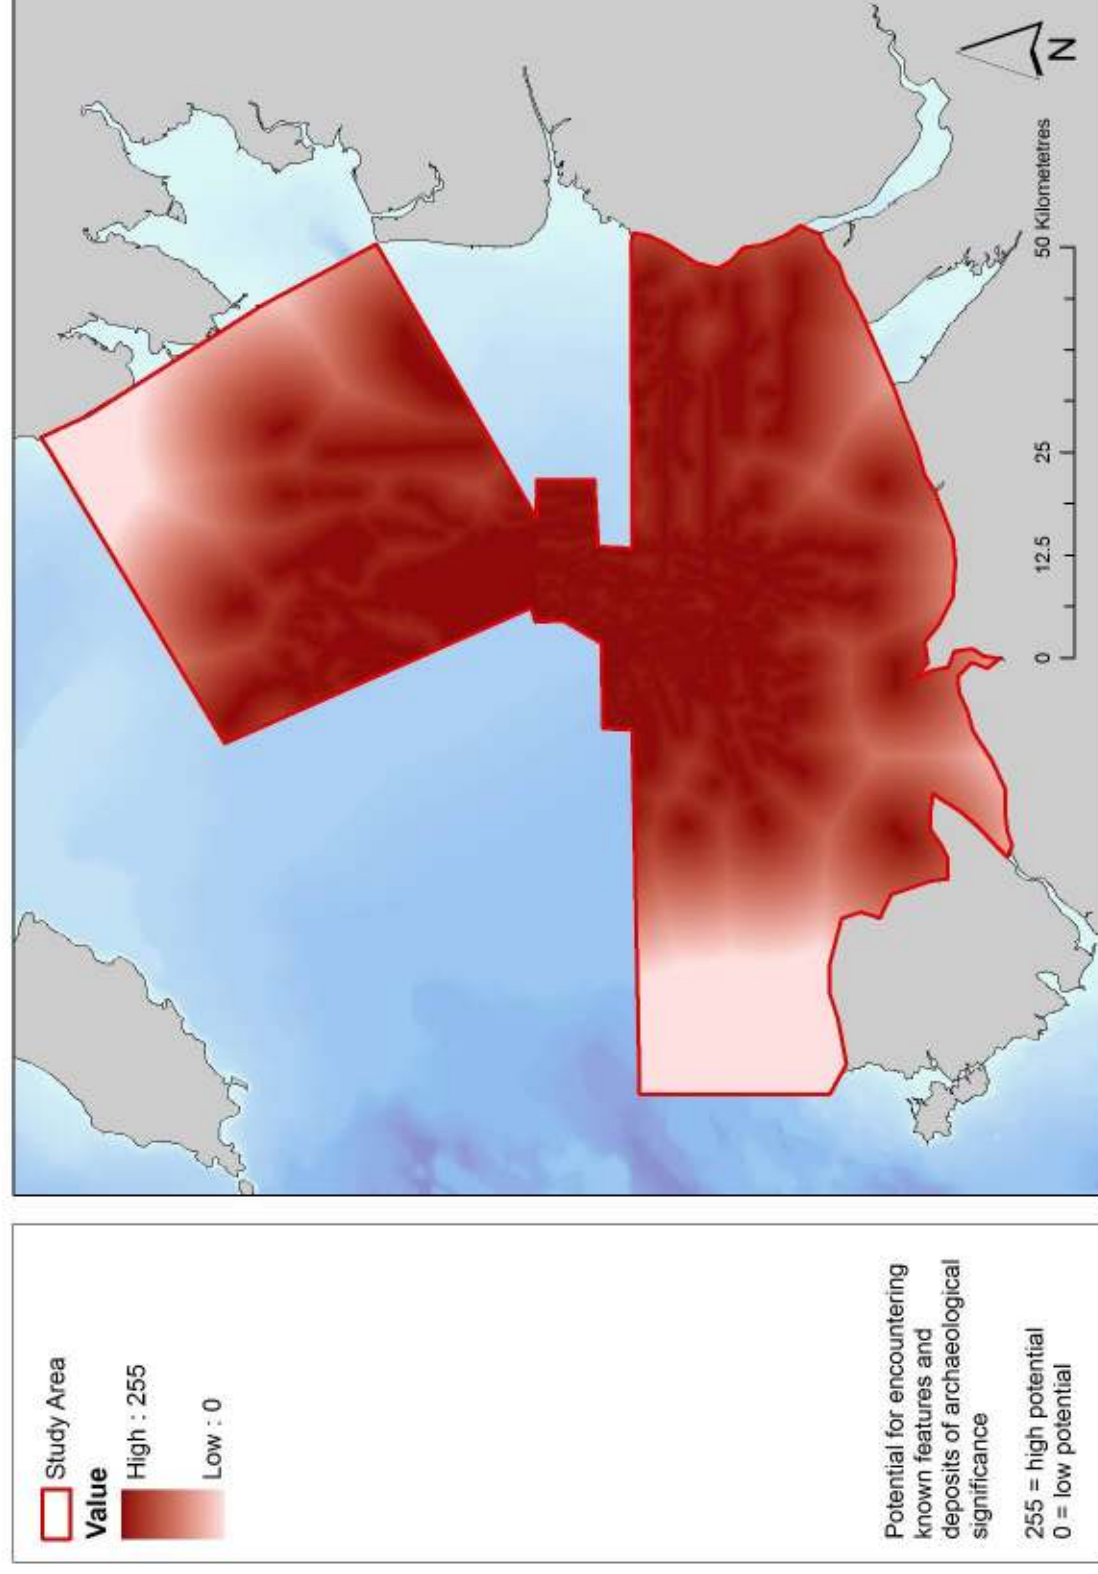 Study Area
Value
High : 255
Low : 0
Potential for encountering
known features and
deposits of archaeological
significance
255 = high potential
0 = low potential
0 12.5 25 50 Kilometetres
N